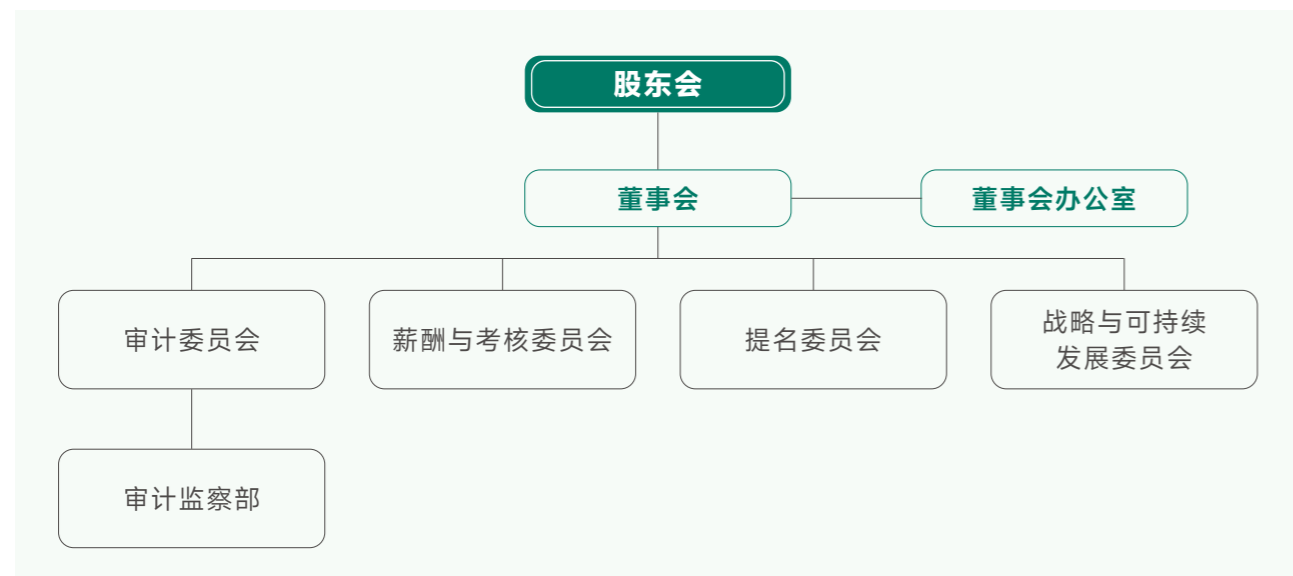 股东会
董事会
董事会办公室
审计委员会
薪酬与考核委员会
提名委员会
战略与可持续
发展委员会
审计监察部